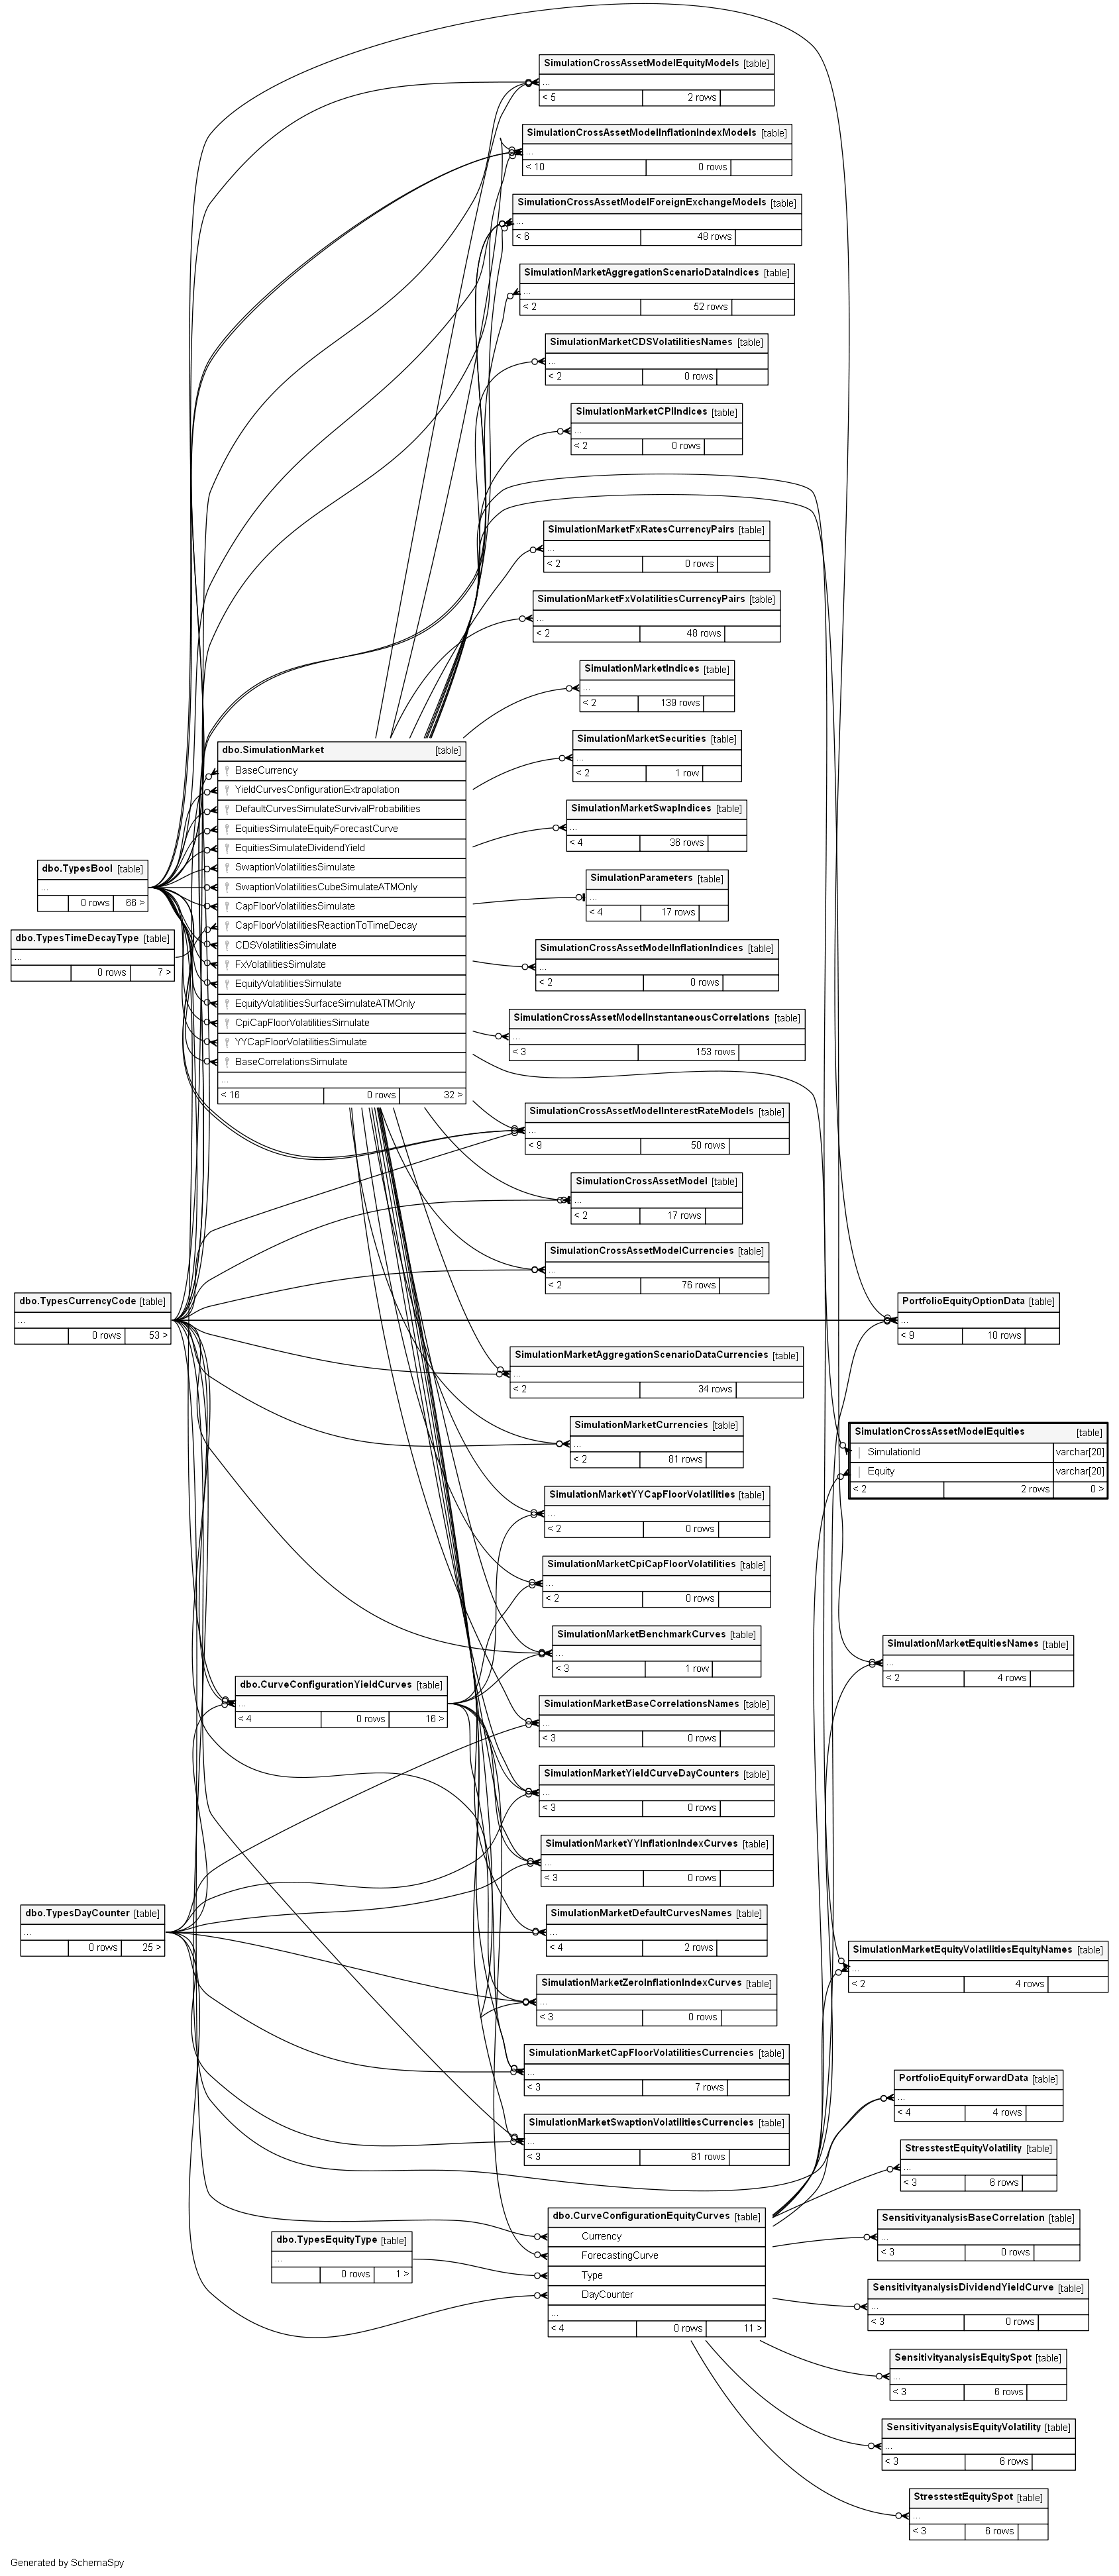 SimulationCrossAssetModelEquityModels [table]
...
< 5 2 rows
SimulationCrossAssetModelInflationIndexModels [table]
...
< 10 0 rows
SimulationCrossAssetModelForeignExchangeModels [table]
...
< 6 48 rows
SimulationMarketAggregationScenarioDataIndices [table]
...
< 2 52 rows
SimulationMarketCDSVolatilitiesNames [table]
...
< 2 0 rows
SimulationMarketCPIIndices [table]
...
< 2 0 rows
SimulationMarketFxRatesCurrencyPairs [table]
...
< 2 0 rows
SimulationMarketFxVolatilitiesCurrencyPairs [table]
...
< 2 48 rows
SimulationMarketIndices [table]
...
< 2 139 rows
SimulationMarketSecurities [table]
...
< 2 1 row
SimulationMarketSwapIndices [table]
...
< 4 36 rows
SimulationParameters [table]
...
< 4 17 rows
SimulationCrossAssetModelInflationIndices [table]
...
< 2 0 rows
SimulationCrossAssetModelInstantaneousCorrelations [table]
...
< 3 153 rows
SimulationCrossAssetModelInterestRateModels [table]
...
< 9 50 rows
SimulationCrossAssetModel [table]
...
< 2 17 rows
SimulationCrossAssetModelCurrencies [table]
...
< 2 76 rows
SimulationMarketAggregationScenarioDataCurrencies [table]
...
< 2 34 rows
SimulationMarketCurrencies [table]
...
< 2 81 rows
SimulationMarketYYCapFloorVolatilities [table]
...
< 2 0 rows
SimulationMarketCpiCapFloorVolatilities [table]
...
< 2 0 rows
SimulationMarketBenchmarkCurves [table]
...
< 3 1 row
SimulationMarketBaseCorrelationsNames [table]
...
< 3 0 rows
SimulationMarketYieldCurveDayCounters [table]
...
< 3 0 rows
SimulationMarketYYInflationIndexCurves [table]
...
< 3 0 rows
SimulationMarketDefaultCurvesNames [table]
...
< 4 2 rows
SimulationMarketZeroInflationIndexCurves [table]
...
< 3 0 rows
SimulationMarketCapFloorVolatilitiesCurrencies [table]
...
< 3 7 rows
SimulationMarketSwaptionVolatilitiesCurrencies [table]
...
< 3 81 rows
dbo.SimulationMarket [table]
BaseCurrency
YieldCurvesConfigurationExtrapolation
DefaultCurvesSimulateSurvivalProbabilities
EquitiesSimulateEquityForecastCurve
EquitiesSimulateDividendYield
SwaptionVolatilitiesSimulate
SwaptionVolatilitiesCubeSimulateATMOnly
CapFloorVolatilitiesSimulate
CapFloorVolatilitiesReactionToTimeDecay
CDSVolatilitiesSimulate
FxVolatilitiesSimulate
EquityVolatilitiesSimulate
EquityVolatilitiesSurfaceSimulateATMOnly
CpiCapFloorVolatilitiesSimulate
YYCapFloorVolatilitiesSimulate
BaseCorrelationsSimulate
...
< 16 0 rows 32 >
dbo.TypesBool [table]
...
0 rows 66 >
dbo.TypesTimeDecayType [table]
...
0 rows 7 >
dbo.TypesCurrencyCode [table]
...
0 rows 53 >
dbo.CurveConfigurationYieldCurves [table]
...
< 4 0 rows 16 >
dbo.TypesDayCounter [table]
...
0 rows 25 >
dbo.TypesEquityType [table]
...
0 rows 1 >
dbo.CurveConfigurationEquityCurves [table]
Currency
ForecastingCurve
Type
DayCounter
...
< 4 0 rows 11 >
PortfolioEquityOptionData [table]
...
< 9 10 rows
SimulationCrossAssetModelEquities [table]
SimulationId varchar[20]
Equity varchar[20]
< 2 2 rows 0 >
SimulationMarketEquitiesNames [table]
...
< 2 4 rows
SimulationMarketEquityVolatilitiesEquityNames [table]
...
< 2 4 rows
PortfolioEquityForwardData [table]
...
< 4 4 rows
StresstestEquityVolatility [table]
...
< 3 6 rows
SensitivityanalysisBaseCorrelation [table]
...
< 3 0 rows
SensitivityanalysisDividendYieldCurve [table]
...
< 3 0 rows
SensitivityanalysisEquitySpot [table]
...
< 3 6 rows
SensitivityanalysisEquityVolatility [table]
...
< 3 6 rows
StresstestEquitySpot [table]
...
< 3 6 rows
Generated by SchemaSpy